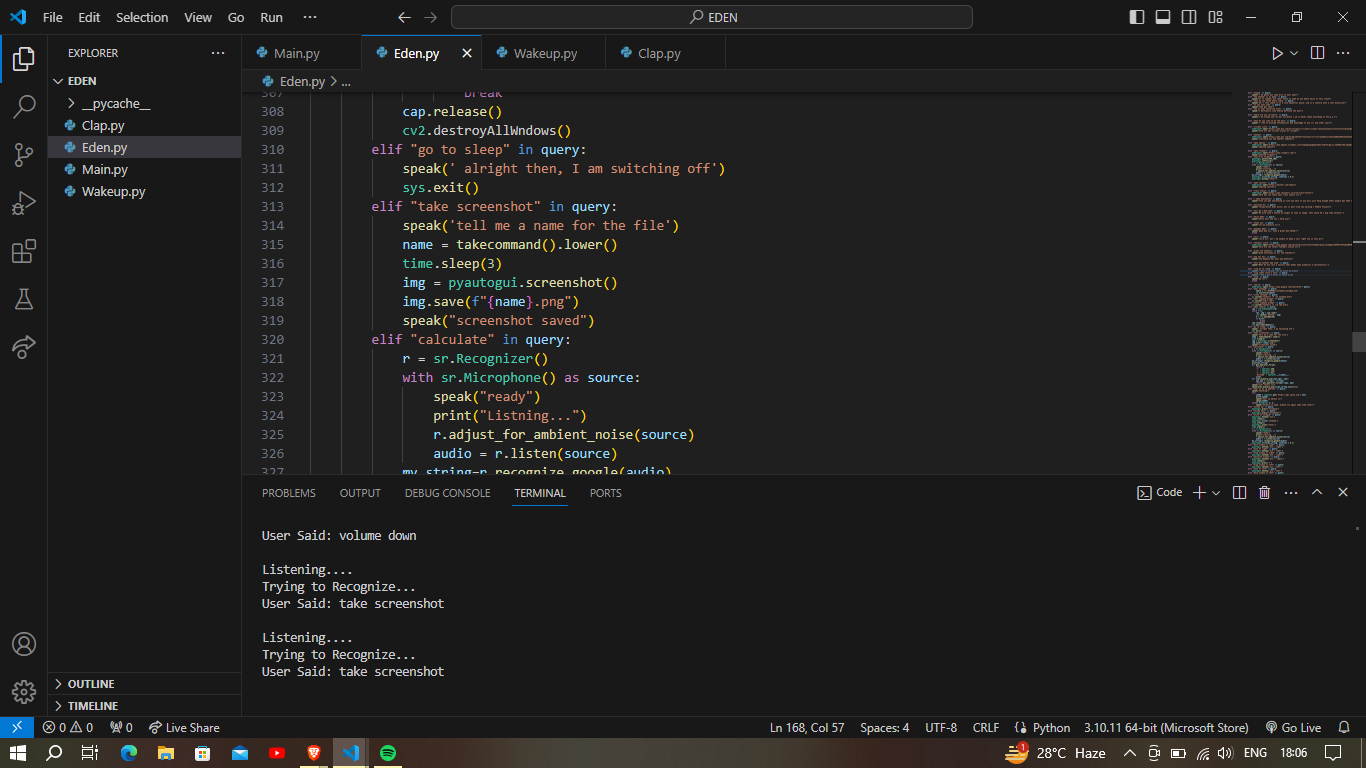 File Edit Selection View Go Run ··· EDEN
EXPLORER ···
EDEN
__pycache__
Clap.py
Eden.py
Main.py
Wakeup.py
OUTLINE
TIMELINE
Main.py Eden.py Wakeup.py Clap.py
Eden.py > ...
307 break
308 cap.release()
309 cv2.destroyAllWndows()
310 elif "go to sleep" in query:
311 speak(' alright then, I am switching off')
312 sys.exit()
313 elif "take screenshot" in query:
314 speak('tell me a name for the file')
315 name = takecommand().lower()
316 time.sleep(3)
317 img = pyautogui.screenshot()
318 img.save(f"{name}.png")
319 speak("screenshot saved")
320 elif "calculate" in query:
321 r = sr.Recognizer()
322 with sr.Microphone() as source:
323 speak("ready")
324 print("Listning...")
325 r.adjust_for_ambient_noise(source)
326 audio = r.listen(source)
327 my_string=r.recognize_google(audio)
PROBLEMS OUTPUT DEBUG CONSOLE TERMINAL PORTS Code
User Said: volume down
Listening....
Trying to Recognize...
User Said: take screenshot
Listening....
Trying to Recognize...
User Said: take screenshot
0 0 0 Live Share Ln 168, Col 57 Spaces: 4 UTF-8 CRLF Python 3.10.11 64-bit (Microsoft Store) Go Live
1 28°C Haze ENG 18:06